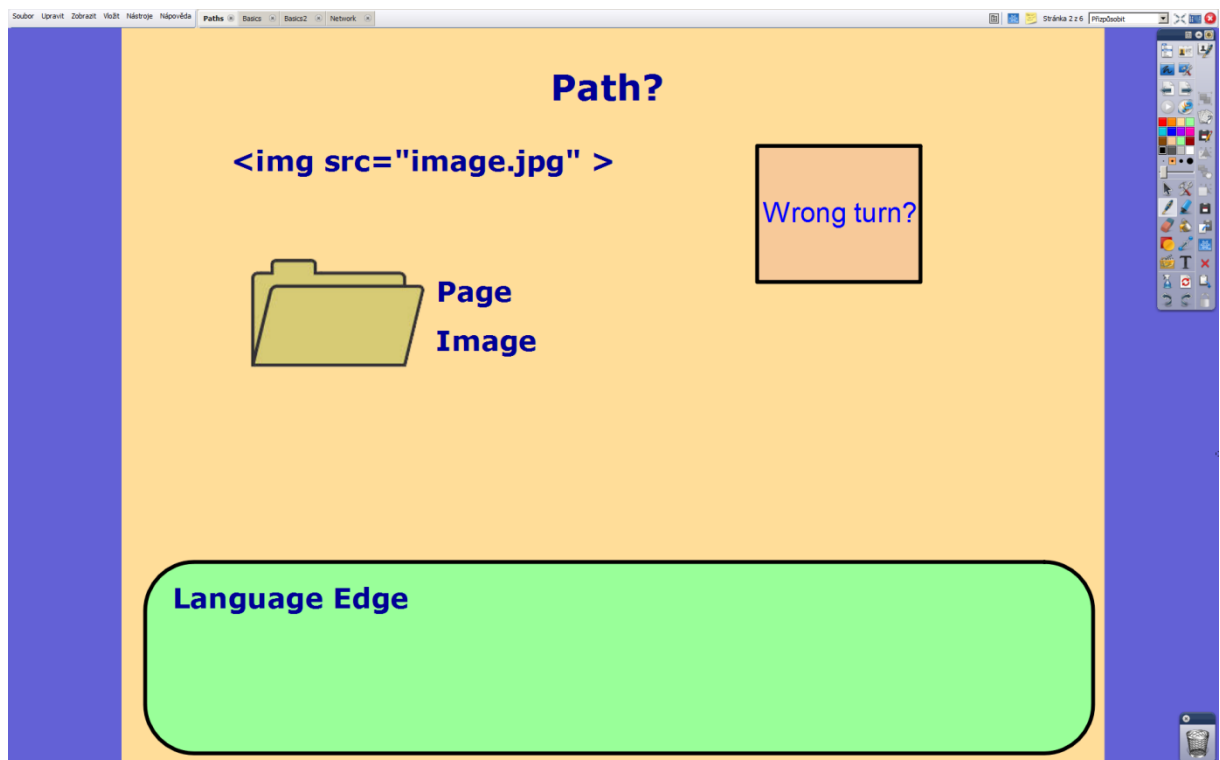 Soubor Upravit Zobrazit Vložit Nástroje Nápověda Paths Basics Basics2 Network Stránka 2 z 6 Přizpůsobit
Path?
<img src="image.jpg" >
Wrong turn?
Page
Image
Language Edge